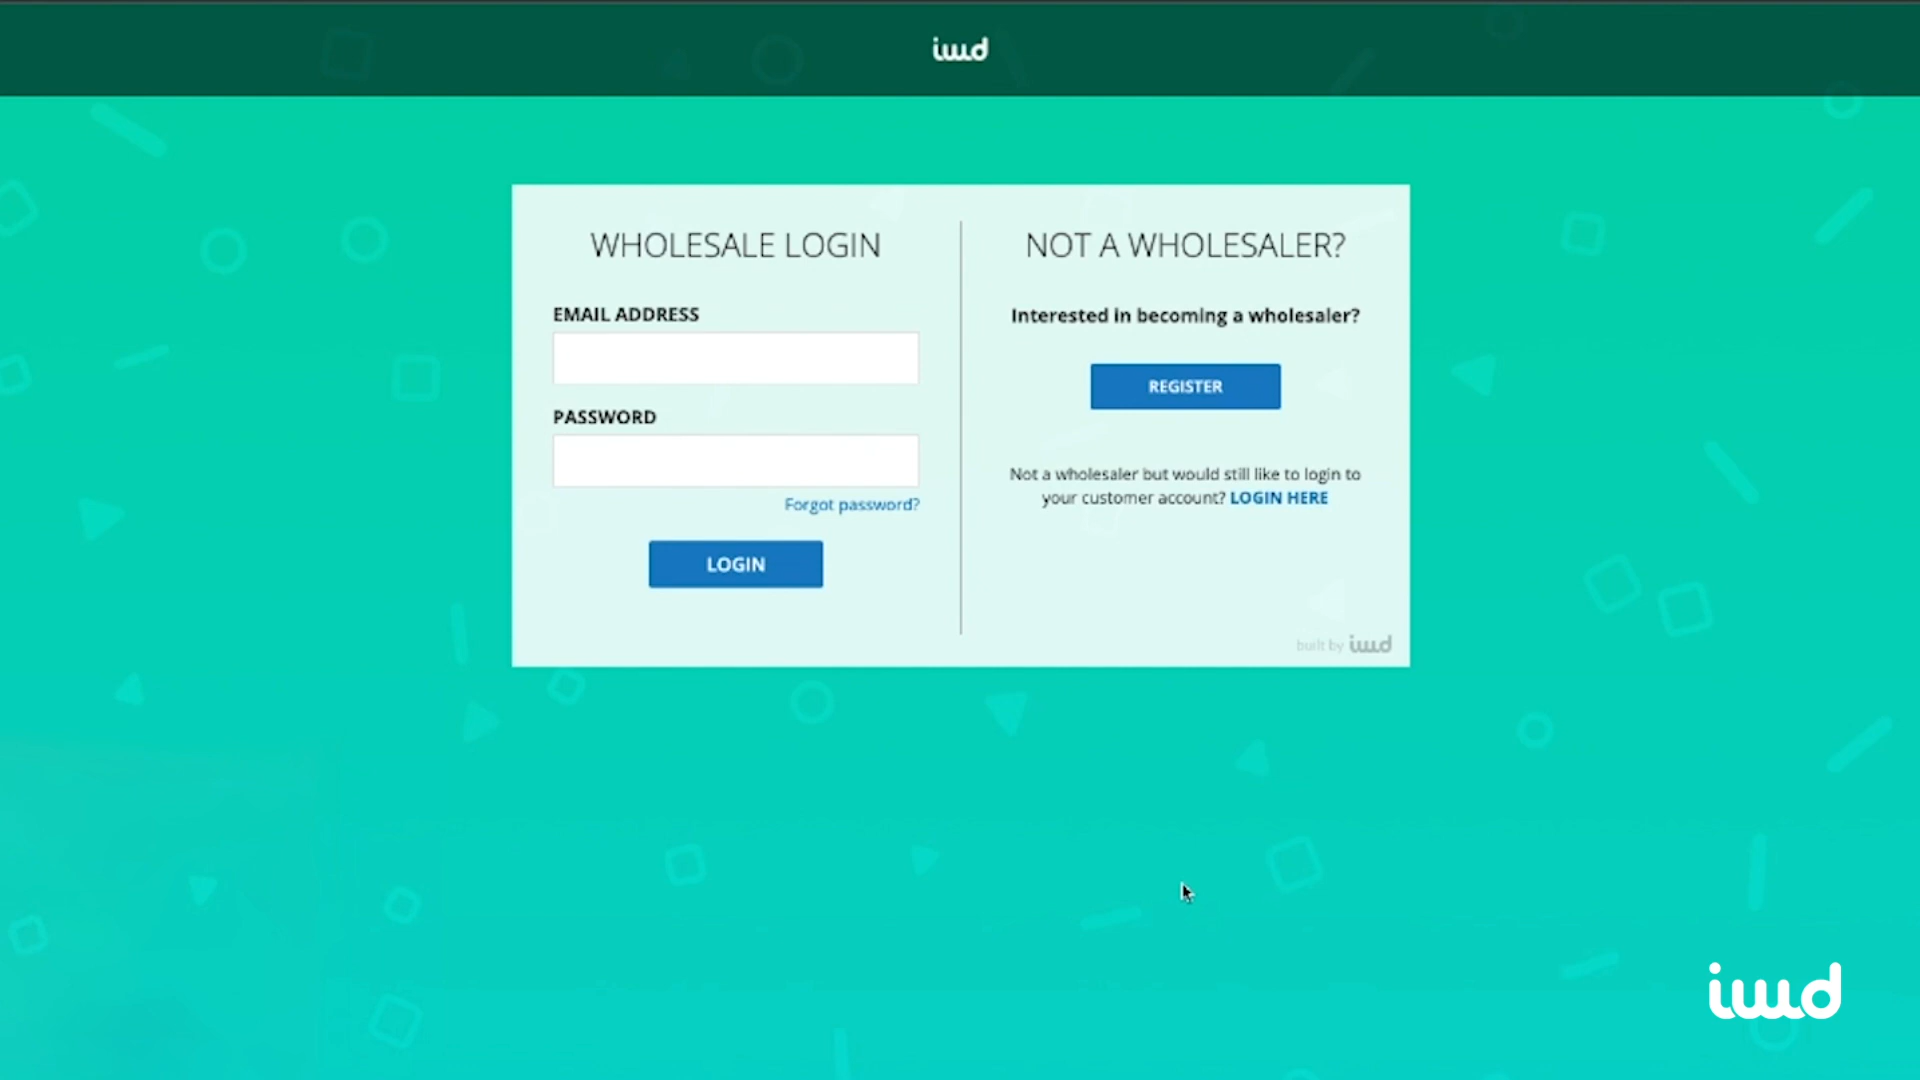 iwd
WHOLESALE LOGIN
EMAIL ADDRESS
PASSWORD
Forgot password?
LOGIN
NOT A WHOLESALER?
Interested in becoming a wholesaler?
REGISTER
Not a wholesaler but would still like to login to
your customer account? LOGIN HERE
built by iwd
iwd